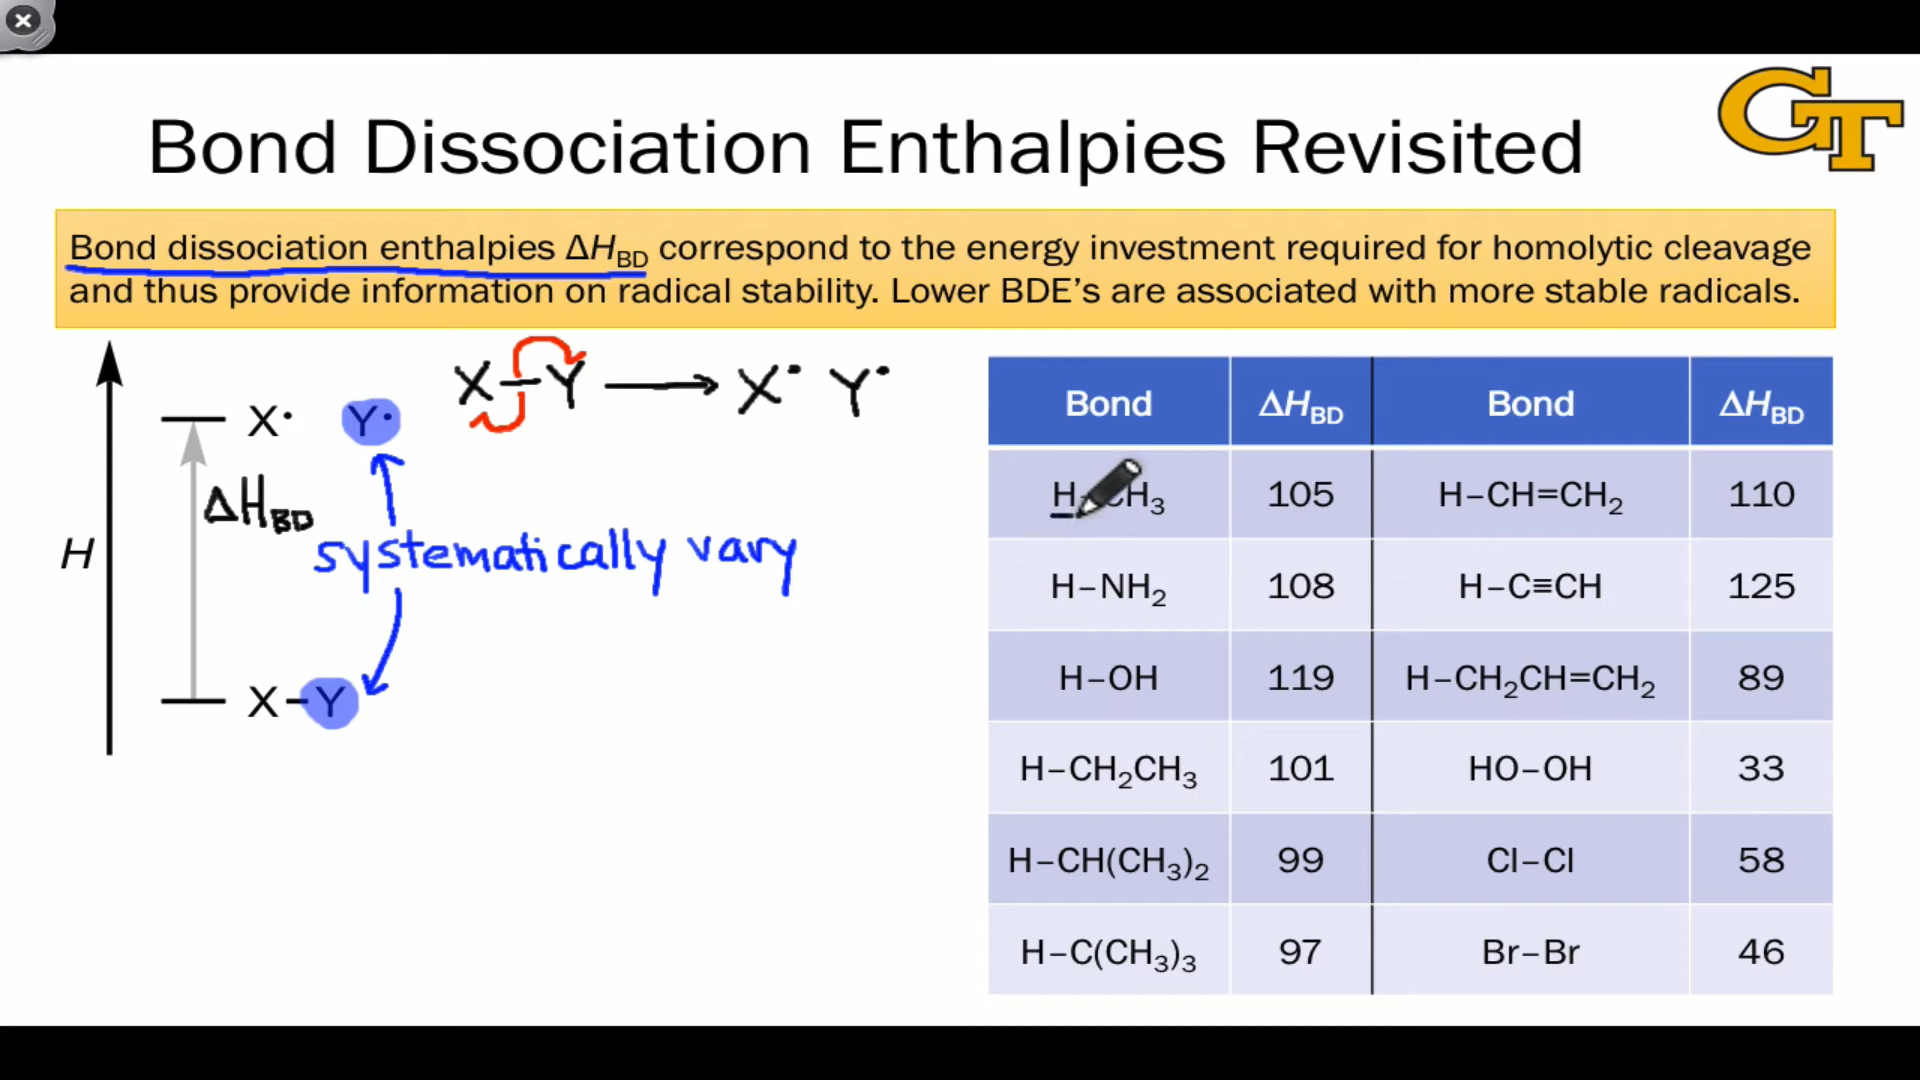 GT
Bond Dissociation Enthalpies Revisited
Bond dissociation enthalpies ΔH_BD correspond to the energy investment required for homolytic cleavage
and thus provide information on radical stability. Lower BDE's are associated with more stable radicals.
X–Y → X• Y•
X• Y•
ΔH_BD
systematically vary
H
X–Y
Bond ΔH_BD Bond ΔH_BD
H–CH₃ 105 H–CH=CH₂ 110
H–NH₂ 108 H–C≡CH 125
H–OH 119 H–CH₂CH=CH₂ 89
H–CH₂CH₃ 101 HO–OH 33
H–CH(CH₃)₂ 99 Cl–Cl 58
H–C(CH₃)₃ 97 Br–Br 46